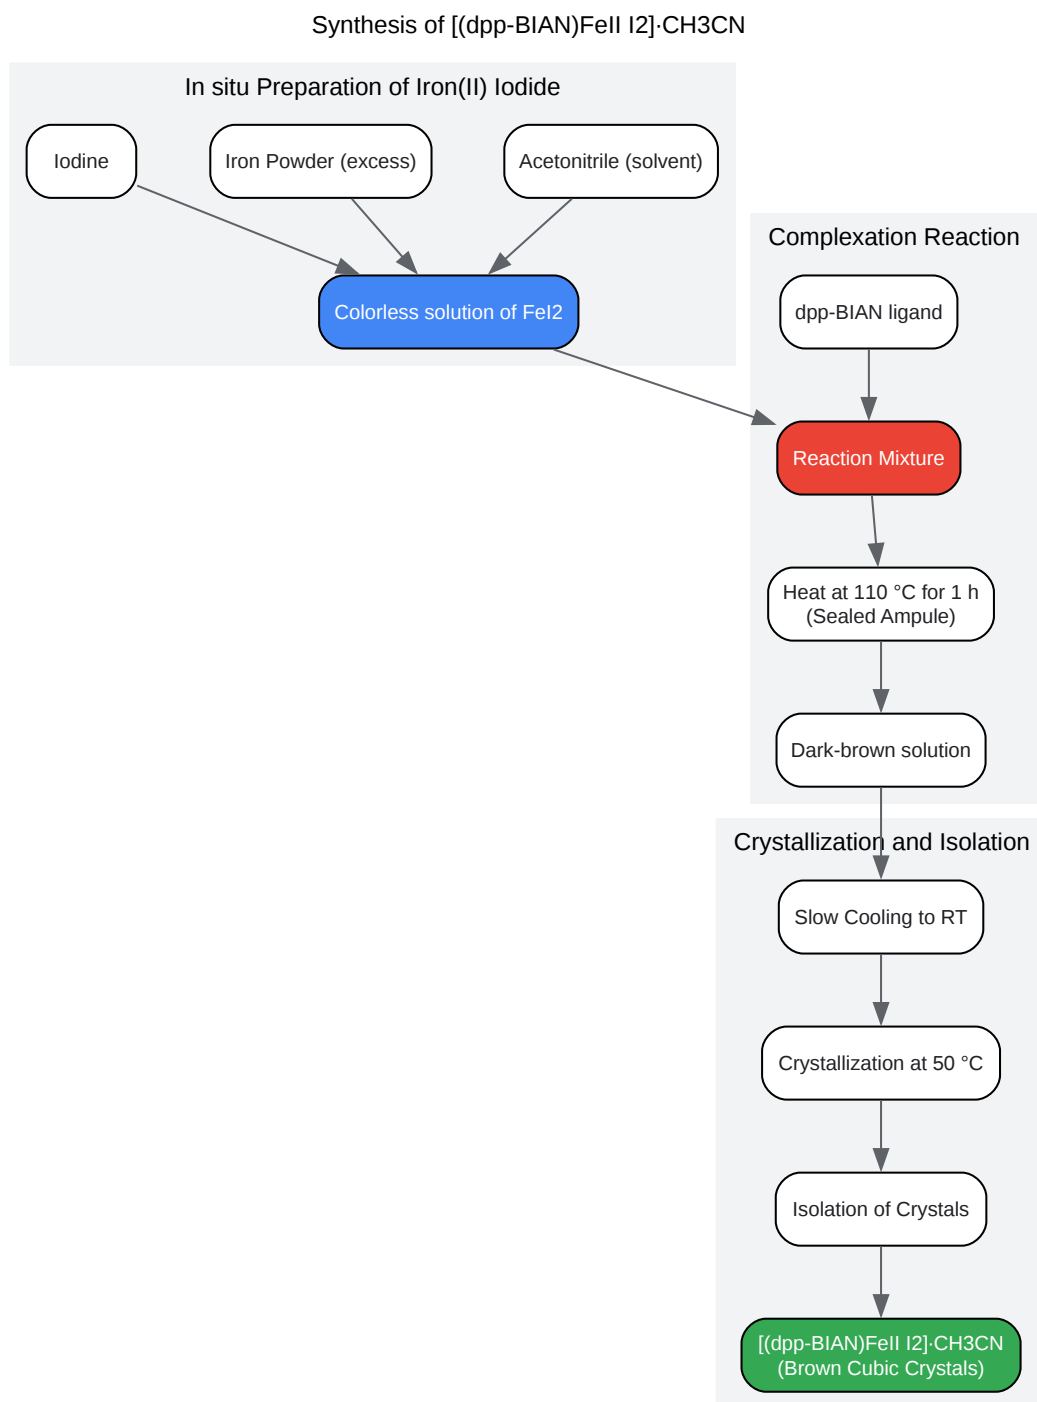 Synthesis of [(dpp-BIAN)FeII I2]·CH3CN
In situ Preparation of Iron(II) Iodide
Iodine
Iron Powder (excess)
Acetonitrile (solvent)
Colorless solution of FeI2
Complexation Reaction
dpp-BIAN ligand
Reaction Mixture
Heat at 110 °C for 1 h
(Sealed Ampule)
Dark-brown solution
Crystallization and Isolation
Slow Cooling to RT
Crystallization at 50 °C
Isolation of Crystals
[(dpp-BIAN)FeII I2]·CH3CN
(Brown Cubic Crystals)